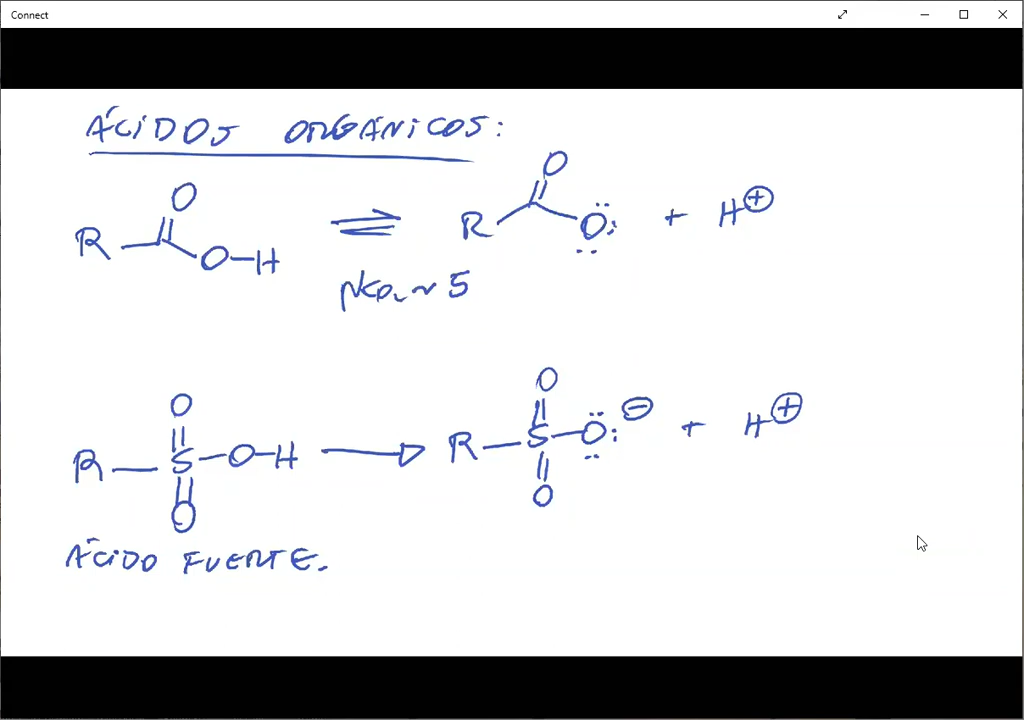 Connect
ÁCIDOS ORGÁNICOS:
R O O-H ⇌ R O O + H⊕
pKa ~ 5
O O
R-S-O-H → R-S-O ⊖ + H⊕
O O
ÁCIDO FUERTE.